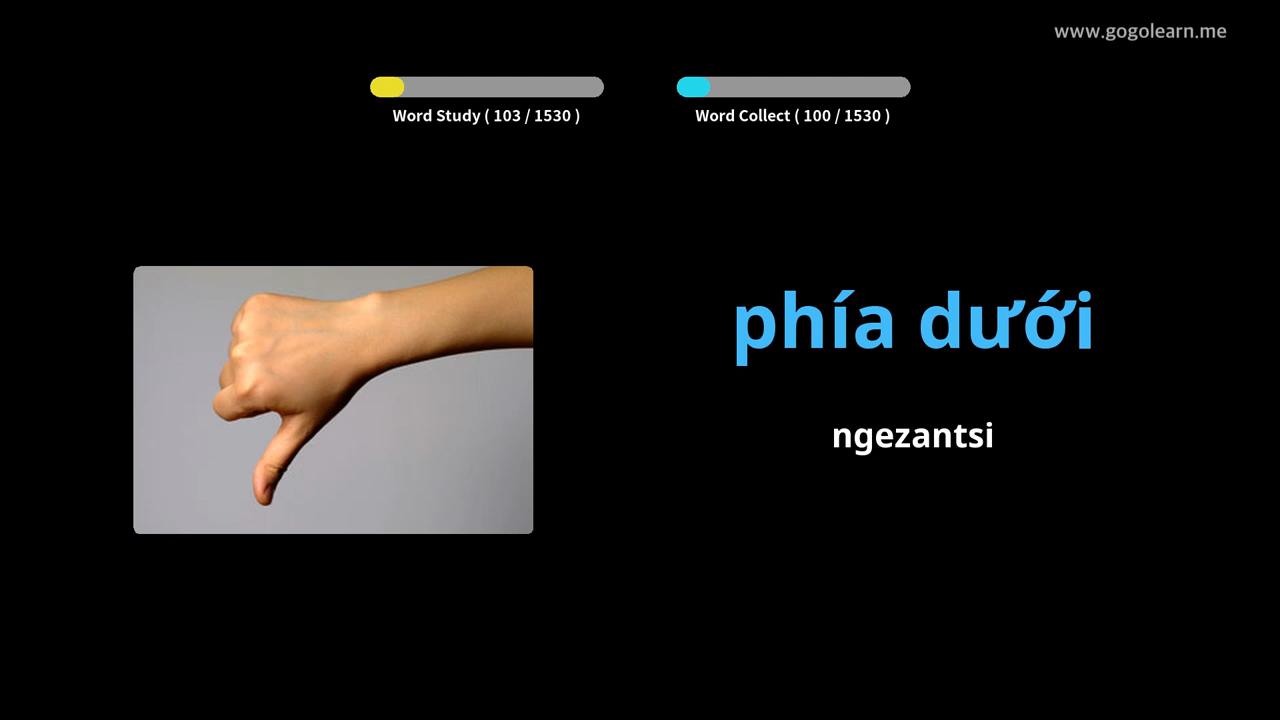 www.gogolearn.me
Word Study ( 103 / 1530 )
Word Collect ( 100 / 1530 )
phía dưới
ngezantsi